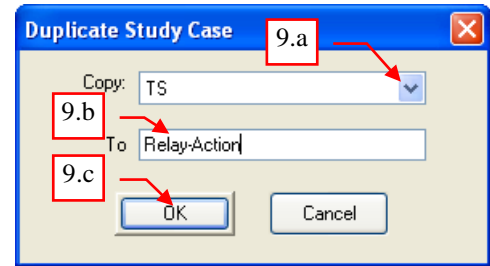 Duplicate Study Case
9.a
Copy: TS
9.b
To Relay-Action
9.c
OK Cancel